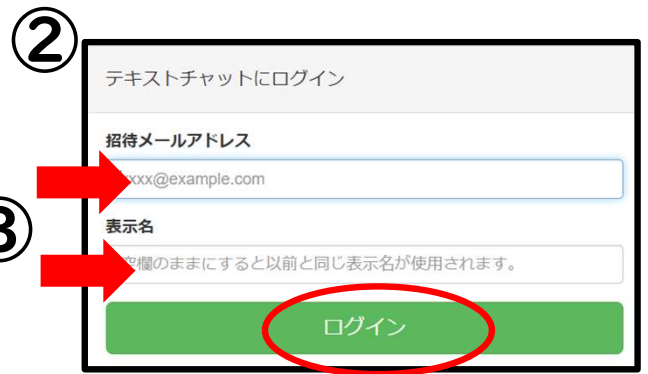 ②
テキストチャットにログイン
招待メールアドレス
xxx@example.com
③
表示名
空欄のままにすると以前と同じ表示名が使用されます。
ログイン